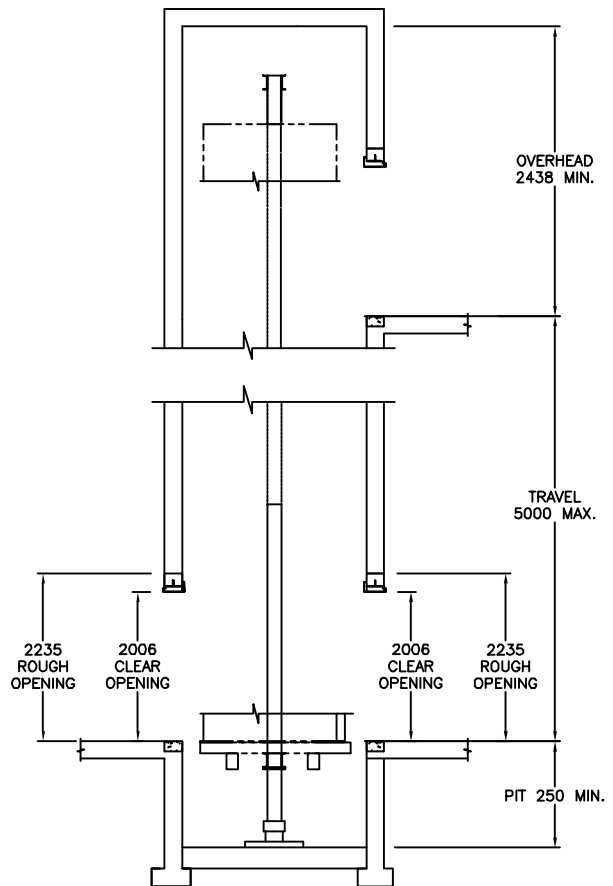 OVERHEAD
2438 MIN.
TRAVEL
5000 MAX.
2235
ROUGH
OPENING
2006
CLEAR
OPENING
2006
CLEAR
OPENING
2235
ROUGH
OPENING
PIT 250 MIN.